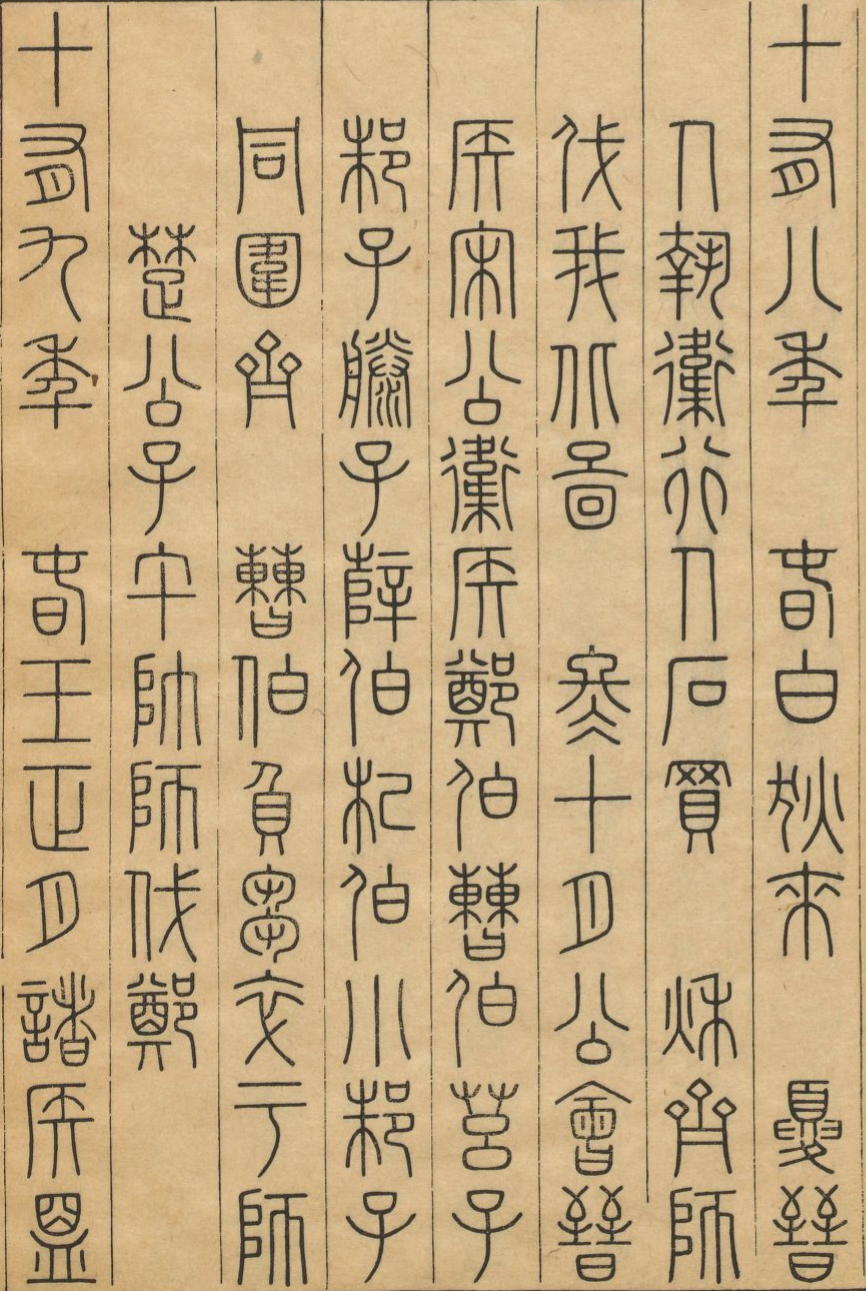 十有八年春白狄來夏晉
人執衛行人石買秋齊師
伐我北啚冬十月公會晉
侯宋公衛侯鄭伯曹伯莒子
邾子滕子薛伯杞伯小邾子
同圍齊曹伯負芻卒于師
楚公子午帥師伐鄭
十有九年春王正月諸侯盟